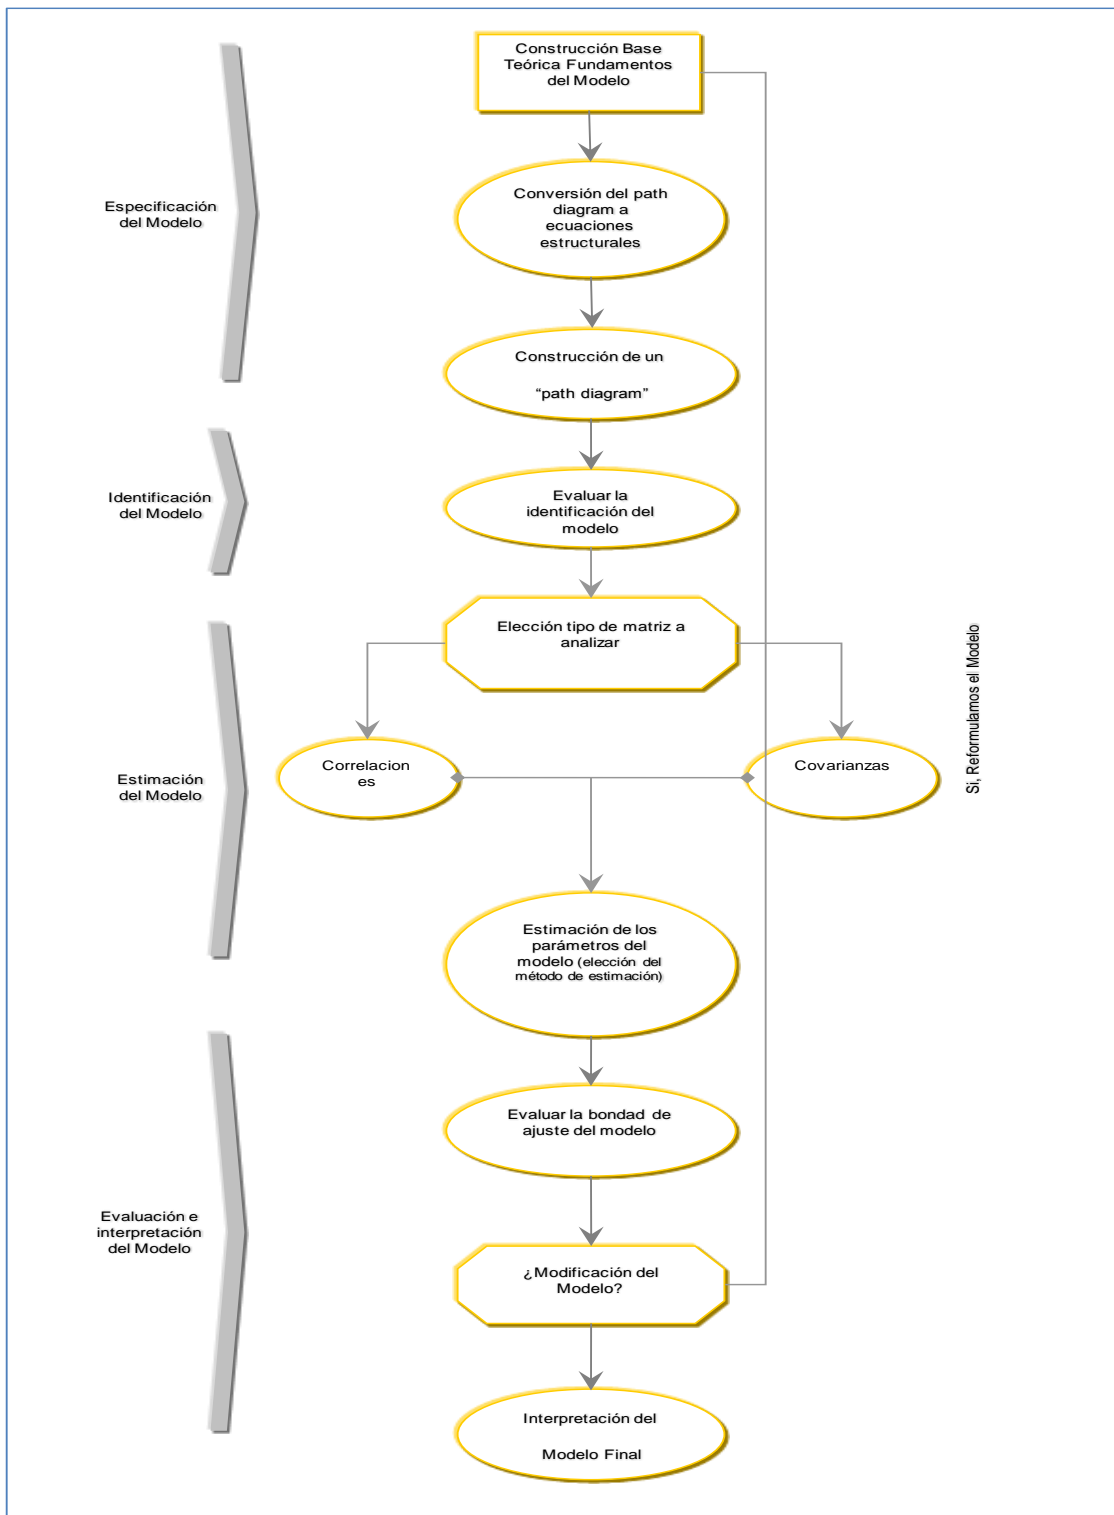 Construcción Base
Teórica Fundamentos
del Modelo
Especificación
del Modelo
Conversión del path
diagram a
ecuaciones
estructurales
Construcción de un
“path diagram”
Identificación
del Modelo
Evaluar la
identificación del
modelo
Elección tipo de matriz a
analizar
Si, Reformulamos el Modelo
Estimación
del Modelo
Correlacion
es
Covarianzas
Estimación de los
parámetros del
modelo (elección del
método de estimación)
Evaluar la bondad de
ajuste del modelo
Evaluación e
interpretación
del Modelo
¿Modificación del
Modelo?
Interpretación del
Modelo Final